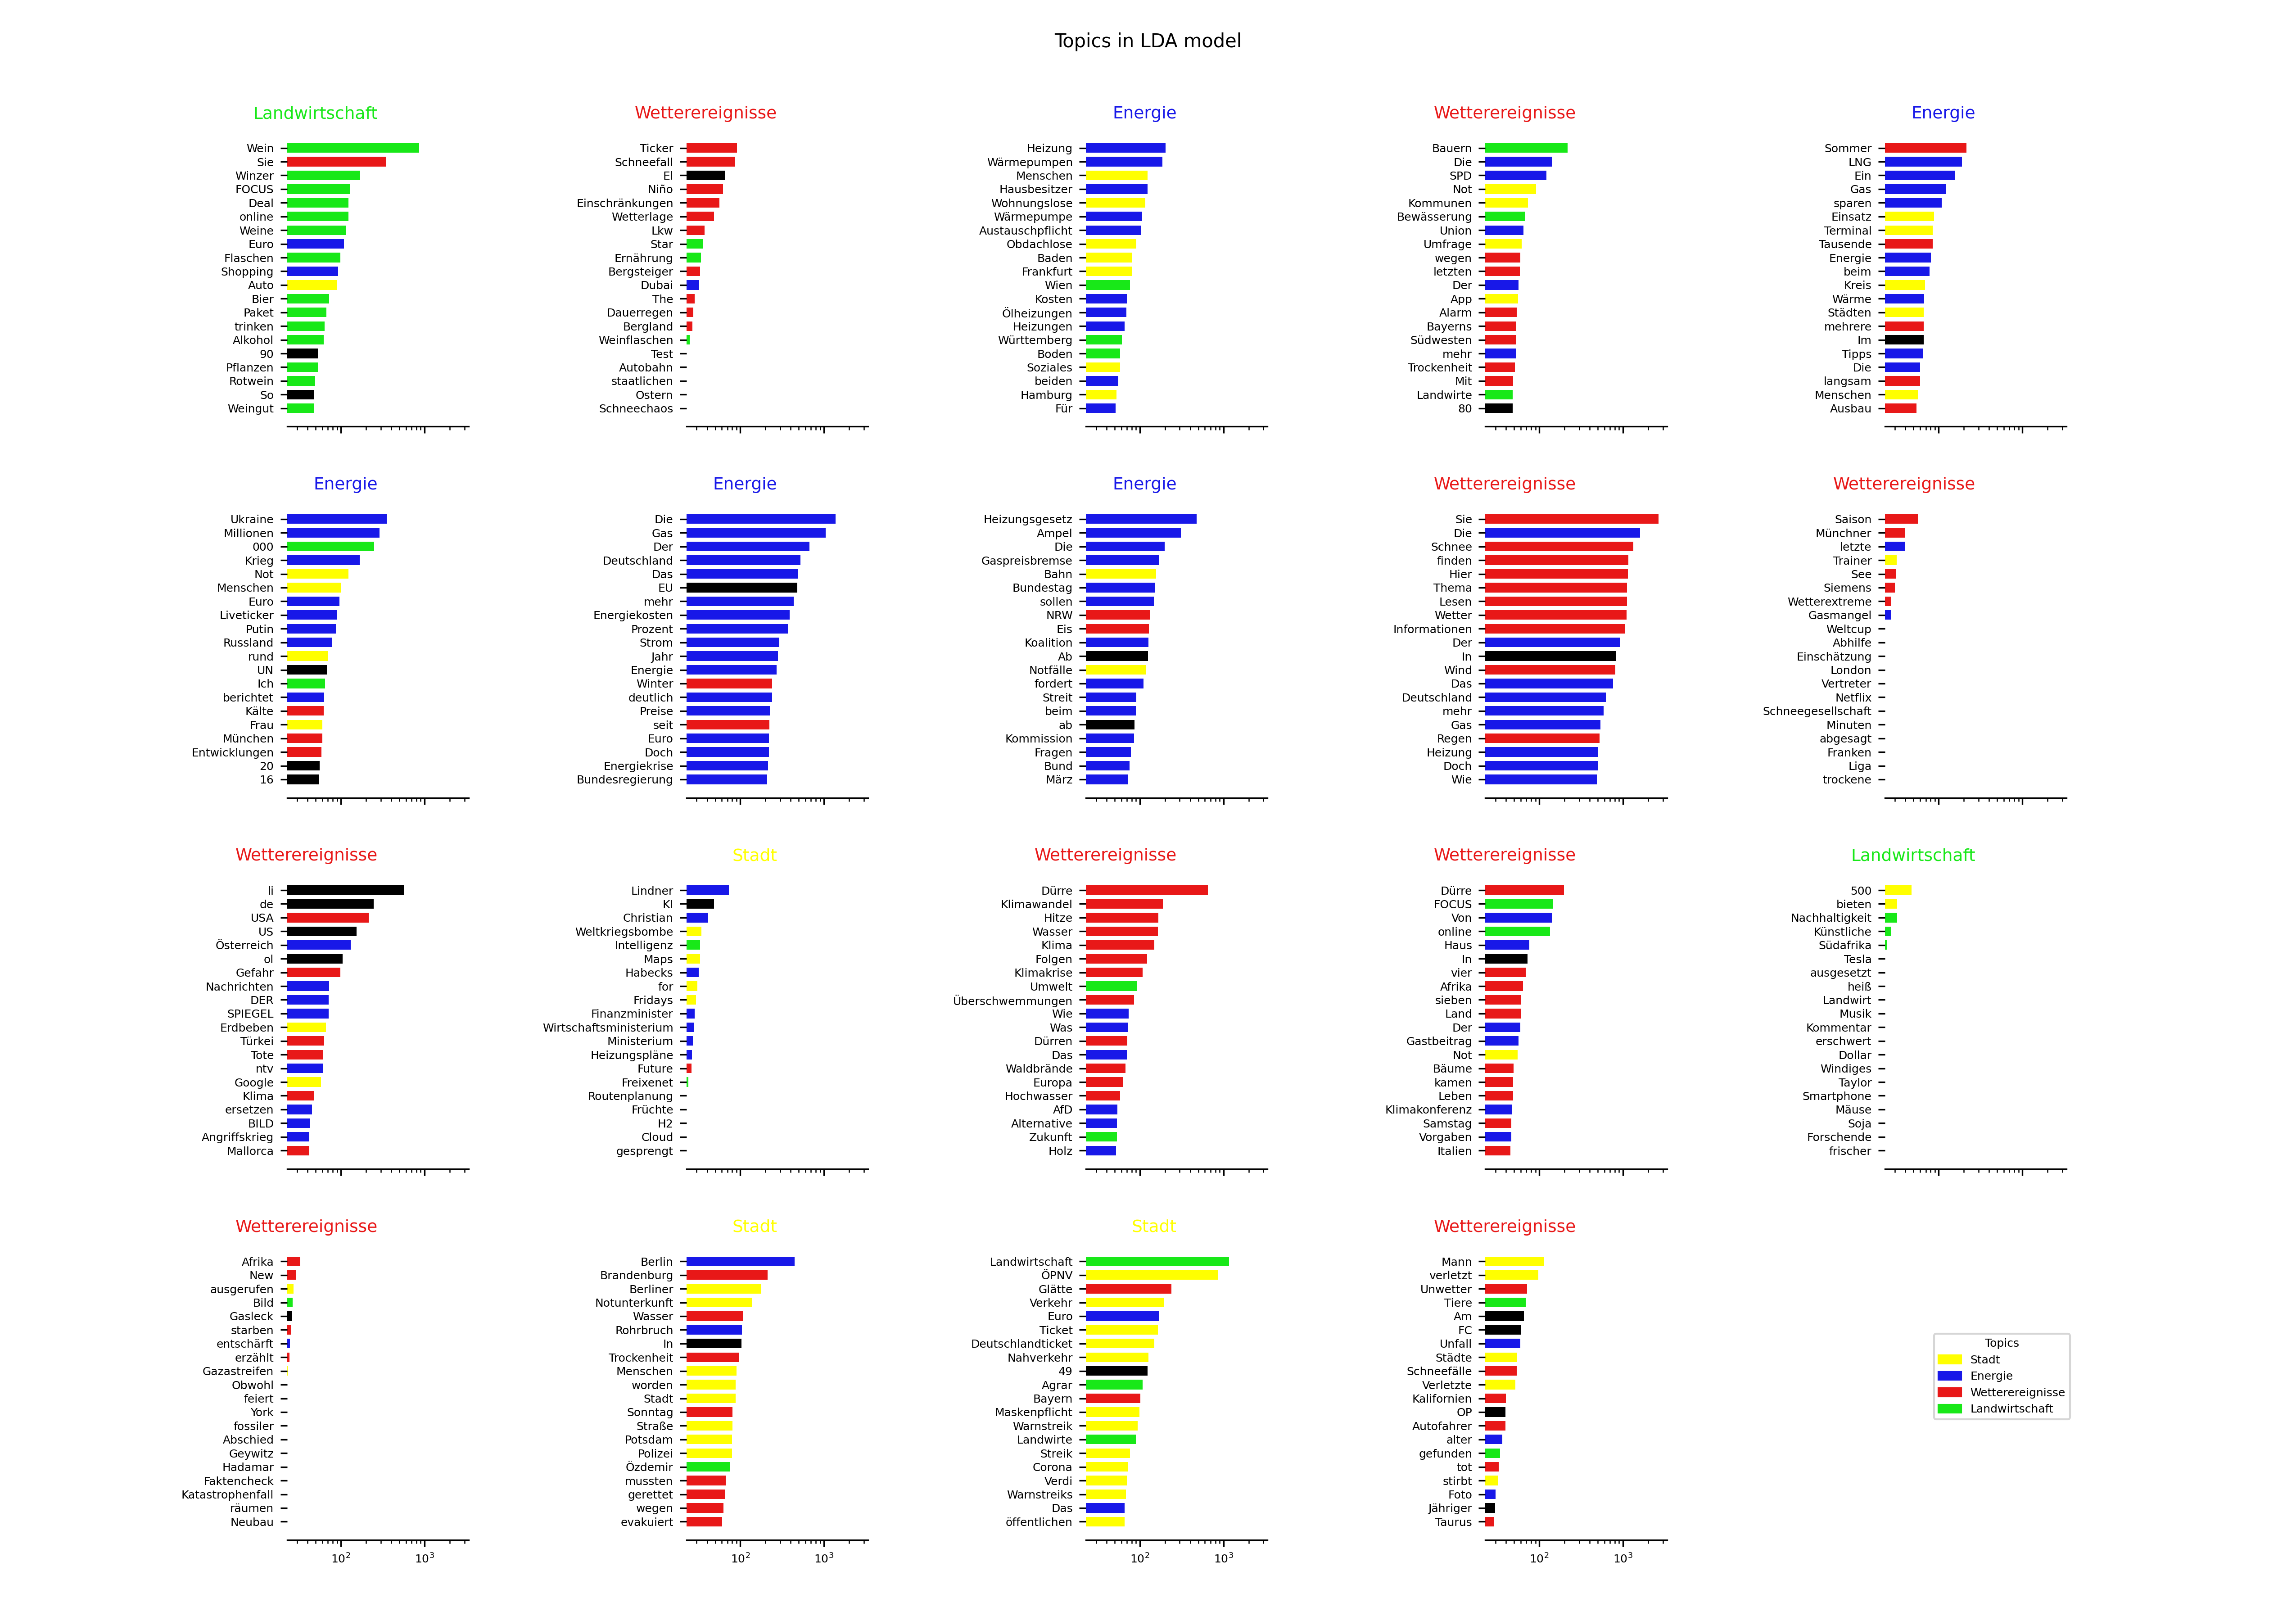 Topics in LDA model
Landwirtschaft
Wein
Sie
Winzer
FOCUS
Deal
online
Weine
Euro
Flaschen
Shopping
Auto
Bier
Paket
trinken
Alkohol
90
Pflanzen
Rotwein
So
Weingut
Wetterereignisse
Ticker
Schneefall
El
Niño
Einschränkungen
Wetterlage
Lkw
Star
Ernährung
Bergsteiger
Dubai
The
Dauerregen
Bergland
Weinflaschen
Test
Autobahn
staatlichen
Ostern
Schneechaos
Energie
Heizung
Wärmepumpen
Menschen
Hausbesitzer
Wohnungslose
Wärmepumpe
Austauschpflicht
Obdachlose
Baden
Frankfurt
Wien
Kosten
Ölheizungen
Heizungen
Württemberg
Boden
Soziales
beiden
Hamburg
Für
Wetterereignisse
Bauern
Die
SPD
Not
Kommunen
Bewässerung
Union
Umfrage
wegen
letzten
Der
App
Alarm
Bayerns
Südwesten
mehr
Trockenheit
Mit
Landwirte
80
Energie
Sommer
LNG
Ein
Gas
sparen
Einsatz
Terminal
Tausende
Energie
beim
Kreis
Wärme
Städten
mehrere
Im
Tipps
Die
langsam
Menschen
Ausbau
Energie
Ukraine
Millionen
000
Krieg
Not
Menschen
Euro
Liveticker
Putin
Russland
rund
UN
Ich
berichtet
Kälte
Frau
München
Entwicklungen
20
16
Energie
Die
Gas
Der
Deutschland
Das
EU
mehr
Energiekosten
Prozent
Strom
Jahr
Energie
Winter
deutlich
Preise
seit
Euro
Doch
Energiekrise
Bundesregierung
Energie
Heizungsgesetz
Ampel
Die
Gaspreisbremse
Bahn
Bundestag
sollen
NRW
Eis
Koalition
Ab
Notfälle
fordert
Streit
beim
ab
Kommission
Fragen
Bund
März
Wetterereignisse
Sie
Die
Schnee
finden
Hier
Thema
Lesen
Wetter
Informationen
Der
In
Wind
Das
Deutschland
mehr
Gas
Regen
Heizung
Doch
Wie
Wetterereignisse
Saison
Münchner
letzte
Trainer
See
Siemens
Wetterextreme
Gasmangel
Weltcup
Abhilfe
Einschätzung
London
Vertreter
Netflix
Schneegesellschaft
Minuten
abgesagt
Franken
Liga
trockene
Wetterereignisse
li
de
USA
US
Österreich
ol
Gefahr
Nachrichten
DER
SPIEGEL
Erdbeben
Türkei
Tote
ntv
Google
Klima
ersetzen
BILD
Angriffskrieg
Mallorca
Stadt
Lindner
KI
Christian
Weltkriegsbombe
Intelligenz
Maps
Habecks
for
Fridays
Finanzminister
Wirtschaftsministerium
Ministerium
Heizungspläne
Future
Freixenet
Routenplanung
Früchte
H2
Cloud
gesprengt
Wetterereignisse
Dürre
Klimawandel
Hitze
Wasser
Klima
Folgen
Klimakrise
Umwelt
Überschwemmungen
Wie
Was
Dürren
Das
Waldbrände
Europa
Hochwasser
AfD
Alternative
Zukunft
Holz
Wetterereignisse
Dürre
FOCUS
Von
online
Haus
In
vier
Afrika
sieben
Land
Der
Gastbeitrag
Not
Bäume
kamen
Leben
Klimakonferenz
Samstag
Vorgaben
Italien
Landwirtschaft
500
bieten
Nachhaltigkeit
Künstliche
Südafrika
Tesla
ausgesetzt
heiß
Landwirt
Musik
Kommentar
erschwert
Dollar
Windiges
Taylor
Smartphone
Mäuse
Soja
Forschende
frischer
Wetterereignisse
Afrika
New
ausgerufen
Bild
Gasleck
starben
entschärft
erzählt
Gazastreifen
Obwohl
feiert
York
fossiler
Abschied
Geywitz
Hadamar
Faktencheck
Katastrophenfall
räumen
Neubau
10²
10³
Stadt
Berlin
Brandenburg
Berliner
Notunterkunft
Wasser
Rohrbruch
In
Trockenheit
Menschen
worden
Stadt
Sonntag
Straße
Potsdam
Polizei
Özdemir
mussten
gerettet
wegen
evakuiert
10²
10³
Stadt
Landwirtschaft
ÖPNV
Glätte
Verkehr
Euro
Ticket
Deutschlandticket
Nahverkehr
49
Agrar
Bayern
Maskenpflicht
Warnstreik
Landwirte
Streik
Corona
Verdi
Warnstreiks
Das
öffentlichen
10²
10³
Wetterereignisse
Mann
verletzt
Unwetter
Tiere
Am
FC
Unfall
Städte
Schneefälle
Verletzte
Kalifornien
OP
Autofahrer
alter
gefunden
tot
stirbt
Foto
Jähriger
Taurus
10²
10³
Topics
Stadt
Energie
Wetterereignisse
Landwirtschaft